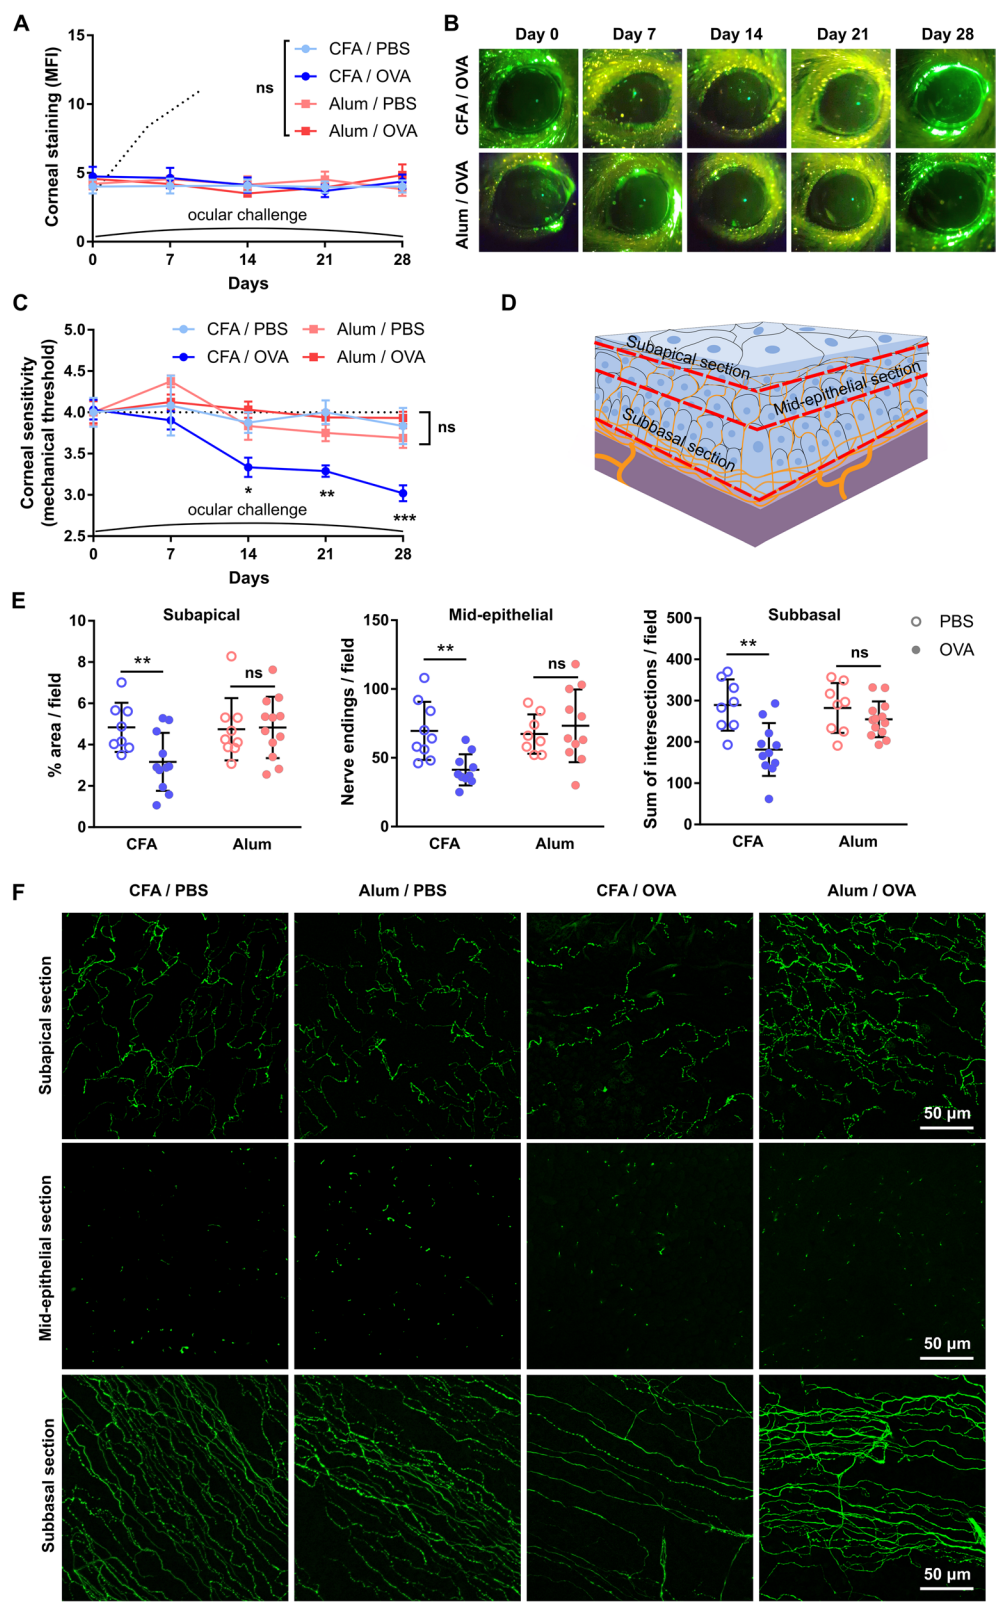 A
Corneal staining (MFI)
15
10
5
0
0 7 14 21 28
Days
ocular challenge
ns
CFA / PBS
CFA / OVA
Alum / PBS
Alum / OVA
B
Day 0 Day 7 Day 14 Day 21 Day 28
CFA / OVA
Alum / OVA
C
Corneal sensitivity
(mechanical threshold)
5.0
4.5
4.0
3.5
3.0
2.5
CFA / PBS Alum / PBS
CFA / OVA Alum / OVA
ns
* ** ***
ocular challenge
0 7 14 21 28
Days
D
Subapical section
Mid-epithelial section
Subbasal section
E
Subapical
% area / field
10
8
6
4
2
0
** ns
CFA Alum
Mid-epithelial
Nerve endings / field
150
100
50
0
** ns
CFA Alum
Subbasal
Sum of intersections / field
500
400
300
200
100
0
** ns
CFA Alum
PBS
OVA
F
CFA / PBS Alum / PBS CFA / OVA Alum / OVA
Subapical section
50 µm
Mid-epithelial section
50 µm
Subbasal section
50 µm